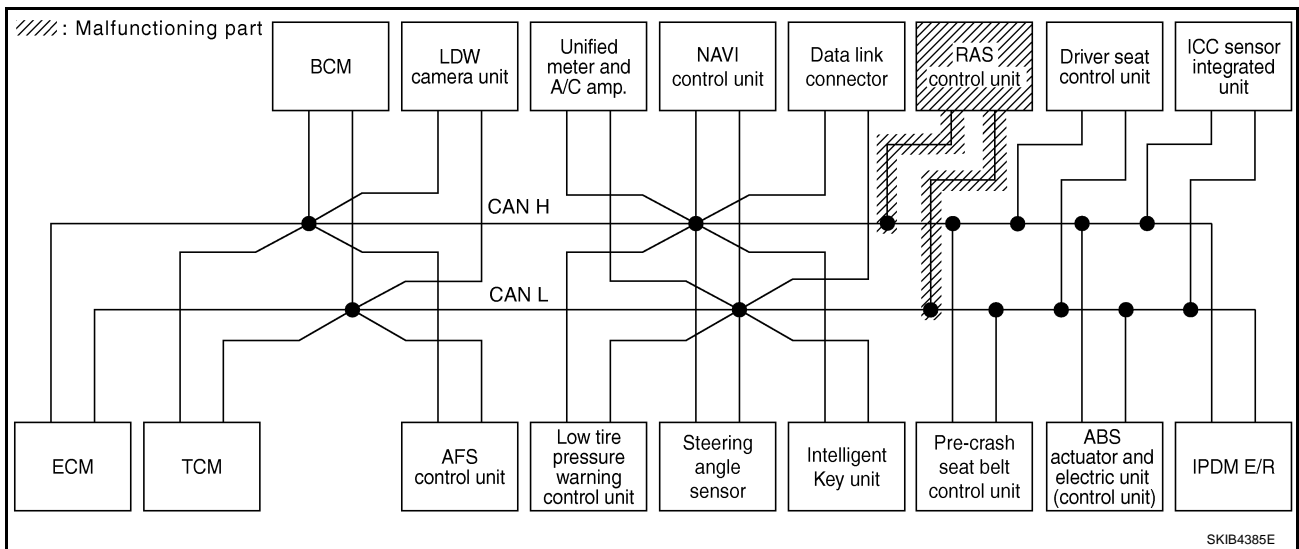 : Malfunctioning part
BCM
LDW
camera unit
Unified
meter and
A/C amp.
NAVI
control unit
Data link
connector
RAS
control unit
Driver seat
control unit
ICC sensor
integrated
unit
CAN H
CAN L
ECM
TCM
AFS
control unit
Low tire
pressure
warning
control unit
Steering
angle
sensor
Intelligent
Key unit
Pre-crash
seat belt
control unit
ABS
actuator and
electric unit
(control unit)
IPDM E/R
SKIB4385E